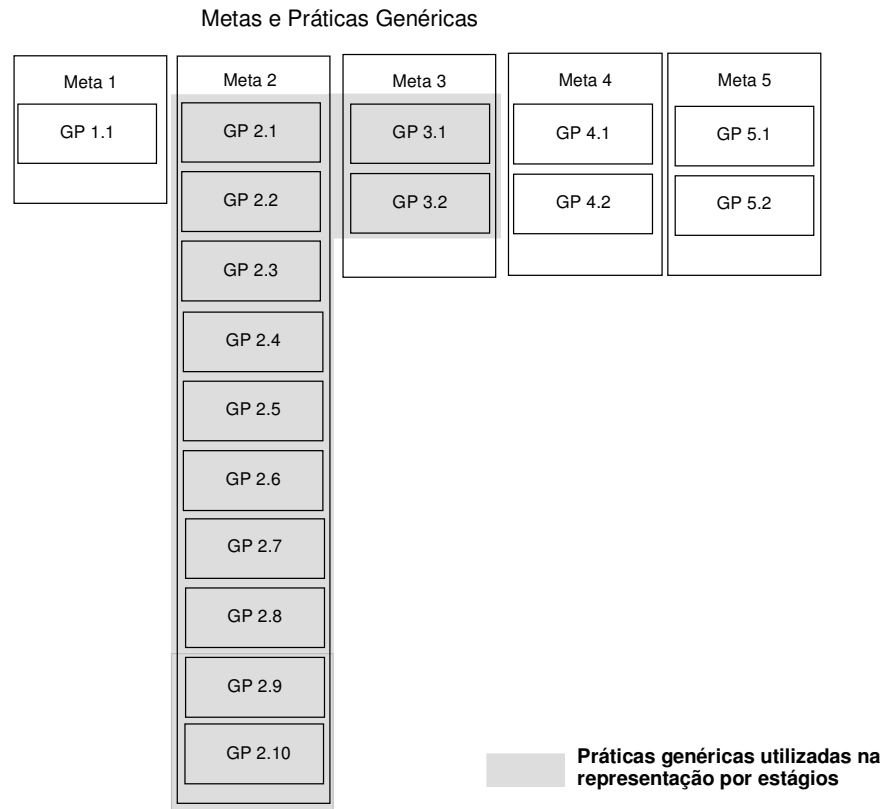 Metas e Práticas Genéricas
Meta 1
GP 1.1
Meta 2
GP 2.1
GP 2.2
GP 2.3
GP 2.4
GP 2.5
GP 2.6
GP 2.7
GP 2.8
GP 2.9
GP 2.10
Meta 3
GP 3.1
GP 3.2
Meta 4
GP 4.1
GP 4.2
Meta 5
GP 5.1
GP 5.2
Práticas genéricas utilizadas na
representação por estágios